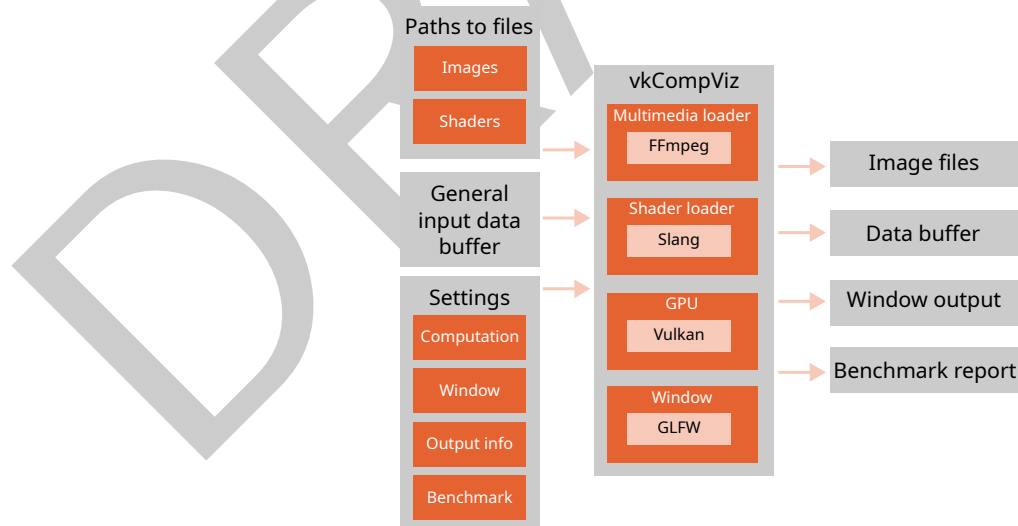 Paths to files
Images
Shaders
General
input data
buffer
Settings
Computation
Window
Output info
Benchmark
vkCompViz
Multimedia loader
FFmpeg
Shader loader
Slang
GPU
Vulkan
Window
GLFW
Image files
Data buffer
Window output
Benchmark report